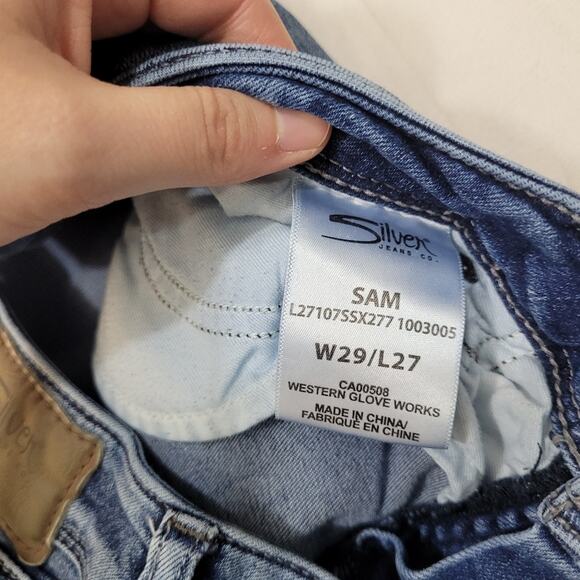 Silver
JEANS CO.
SAM
L27107SSX277 1003005
W29/L27
CA00508
WESTERN GLOVE WORKS
MADE IN CHINA/
FABRIQUÉ EN CHINE